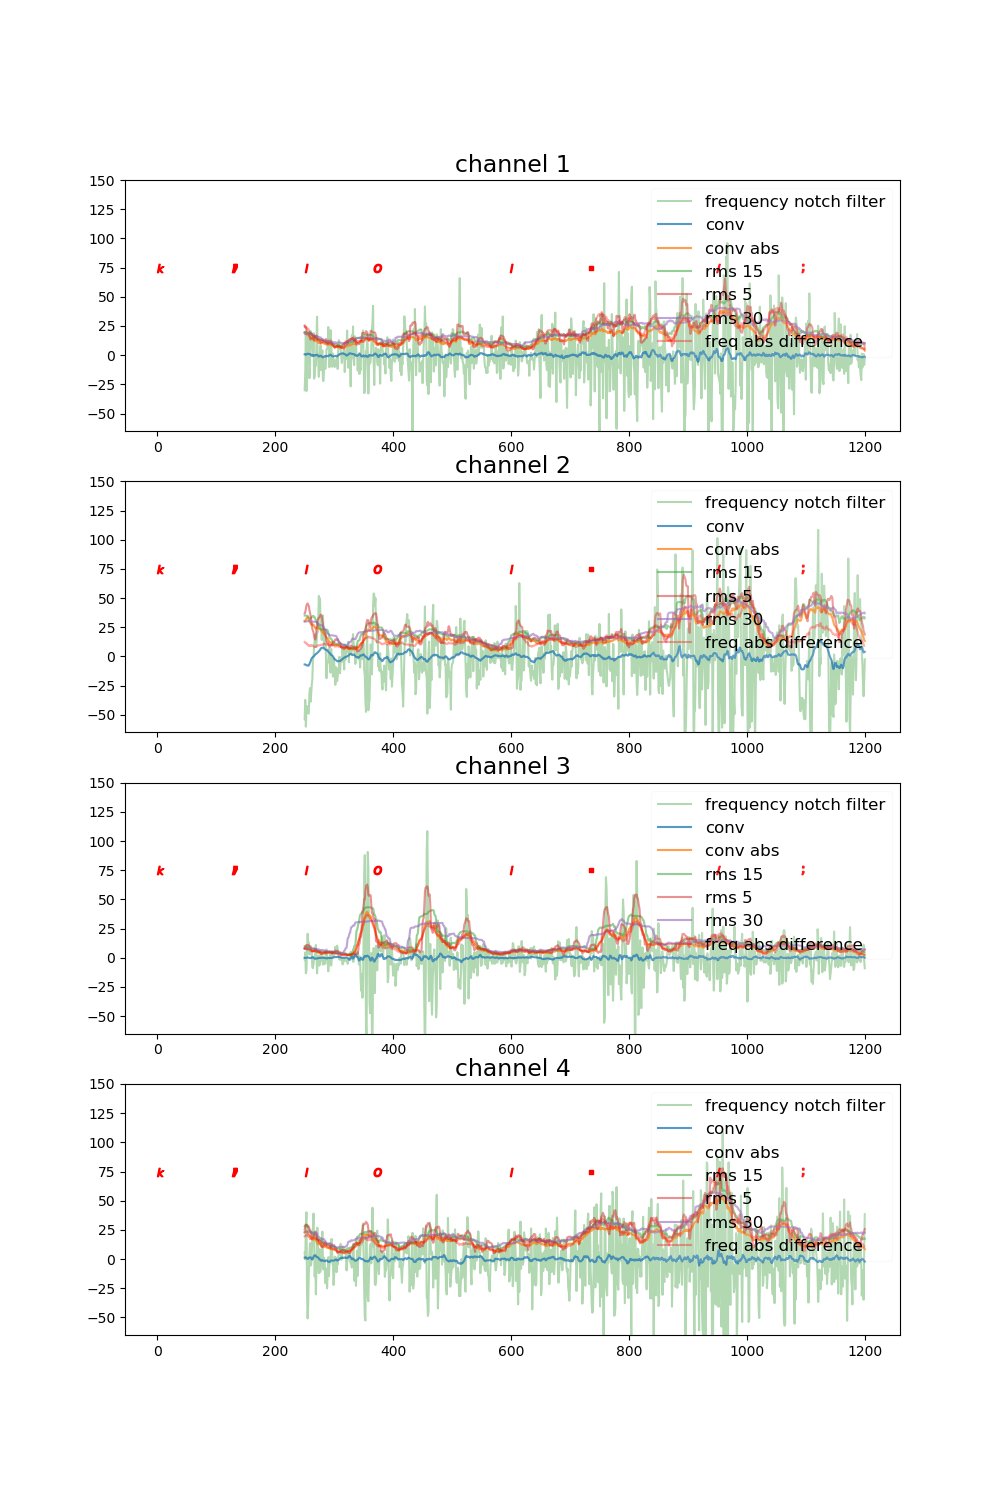 channel 1
150
125
100
75
50
25
0
−25
−50
k l O l . l ;
frequency notch filter
conv
conv abs
rms 15
rms 5
rms 30
freq abs difference
0 200 400 600 800 1000 1200
channel 2
150
125
100
75
50
25
0
−25
−50
k l O l . l ;
frequency notch filter
conv
conv abs
rms 15
rms 5
rms 30
freq abs difference
0 200 400 600 800 1000 1200
channel 3
150
125
100
75
50
25
0
−25
−50
k l O l . l ;
frequency notch filter
conv
conv abs
rms 15
rms 5
rms 30
freq abs difference
0 200 400 600 800 1000 1200
channel 4
150
125
100
75
50
25
0
−25
−50
k l O l . l ;
frequency notch filter
conv
conv abs
rms 15
rms 5
rms 30
freq abs difference
0 200 400 600 800 1000 1200